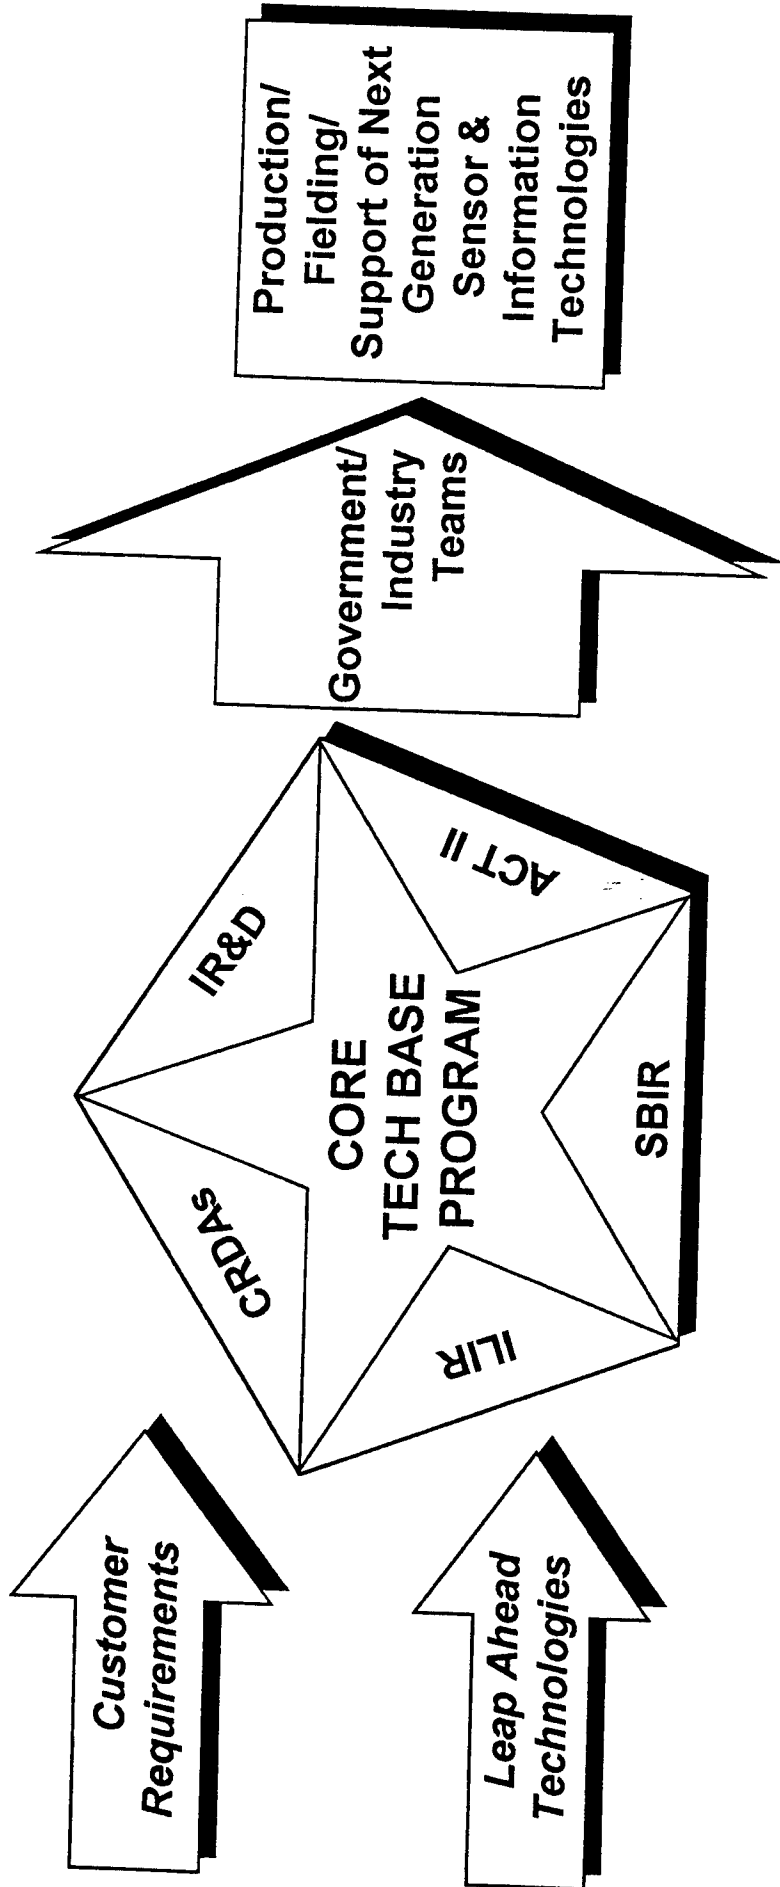 Customer
Requirements
Leap Ahead
Technologies
CRDAs
IR&D
ILIR
CORE
TECH BASE
PROGRAM
ACT II
SBIR
Government/
Industry
Teams
Production/
Fielding/
Support of Next
Generation
Sensor &
Information
Technologies